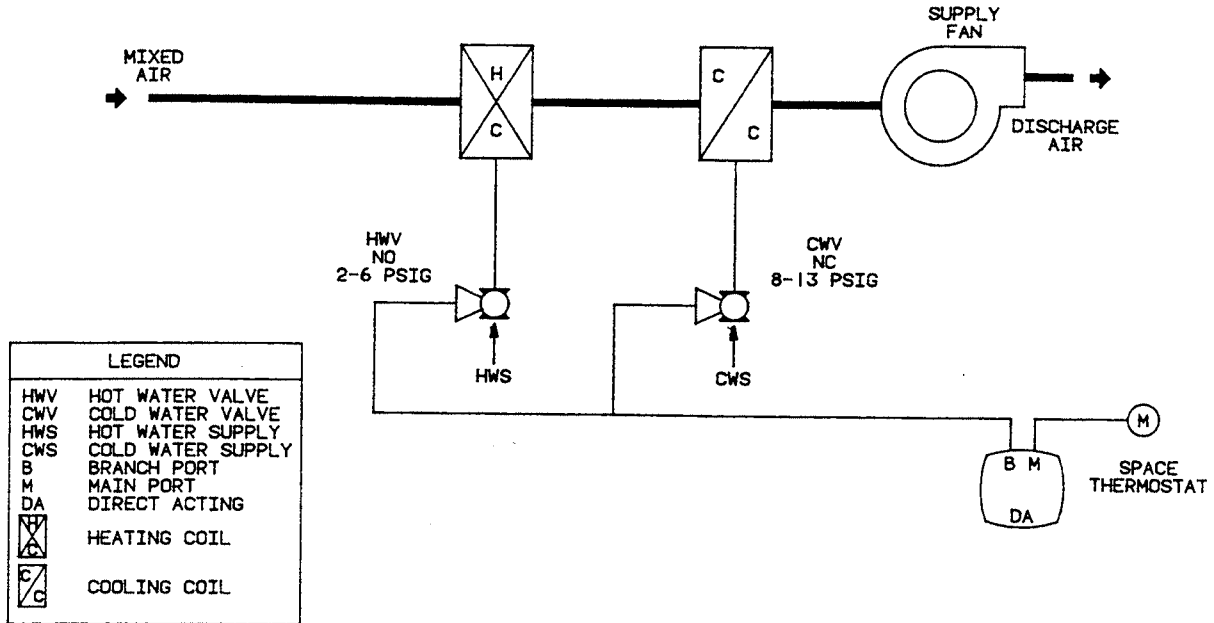 SUPPLY
FAN
MIXED
AIR
H
C
C
C
DISCHARGE
AIR
HWV
NO
2-6 PSIG
CWV
NC
8-13 PSIG
HWS
CWS
M
B M
DA
SPACE
THERMOSTAT
LEGEND
HWV HOT WATER VALVE
CWV COLD WATER VALVE
HWS HOT WATER SUPPLY
CWS COLD WATER SUPPLY
B BRANCH PORT
M MAIN PORT
DA DIRECT ACTING
H
C
HEATING COIL
C
C
COOLING COIL